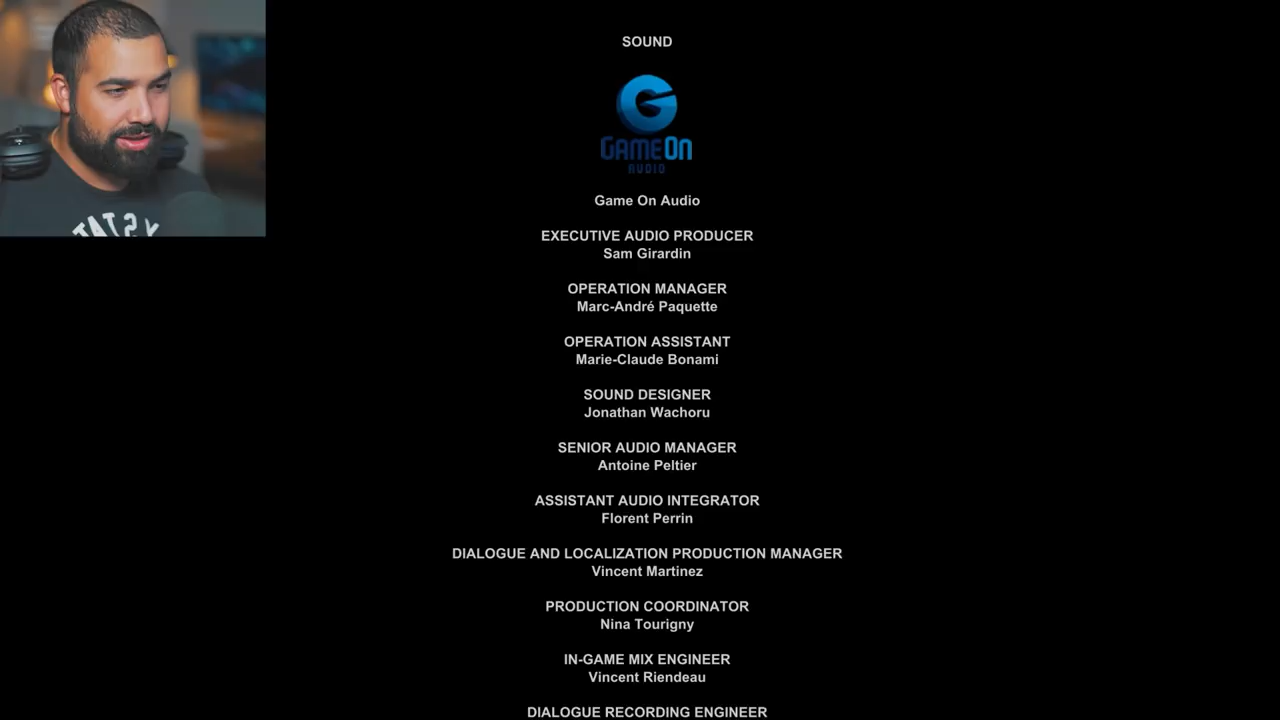 SOUND
GAMEON
AUDIO
Game On Audio
EXECUTIVE AUDIO PRODUCER
Sam Girardin
OPERATION MANAGER
Marc-André Paquette
OPERATION ASSISTANT
Marie-Claude Bonami
SOUND DESIGNER
Jonathan Wachoru
SENIOR AUDIO MANAGER
Antoine Peltier
ASSISTANT AUDIO INTEGRATOR
Florent Perrin
DIALOGUE AND LOCALIZATION PRODUCTION MANAGER
Vincent Martinez
PRODUCTION COORDINATOR
Nina Tourigny
IN-GAME MIX ENGINEER
Vincent Riendeau
DIALOGUE RECORDING ENGINEER